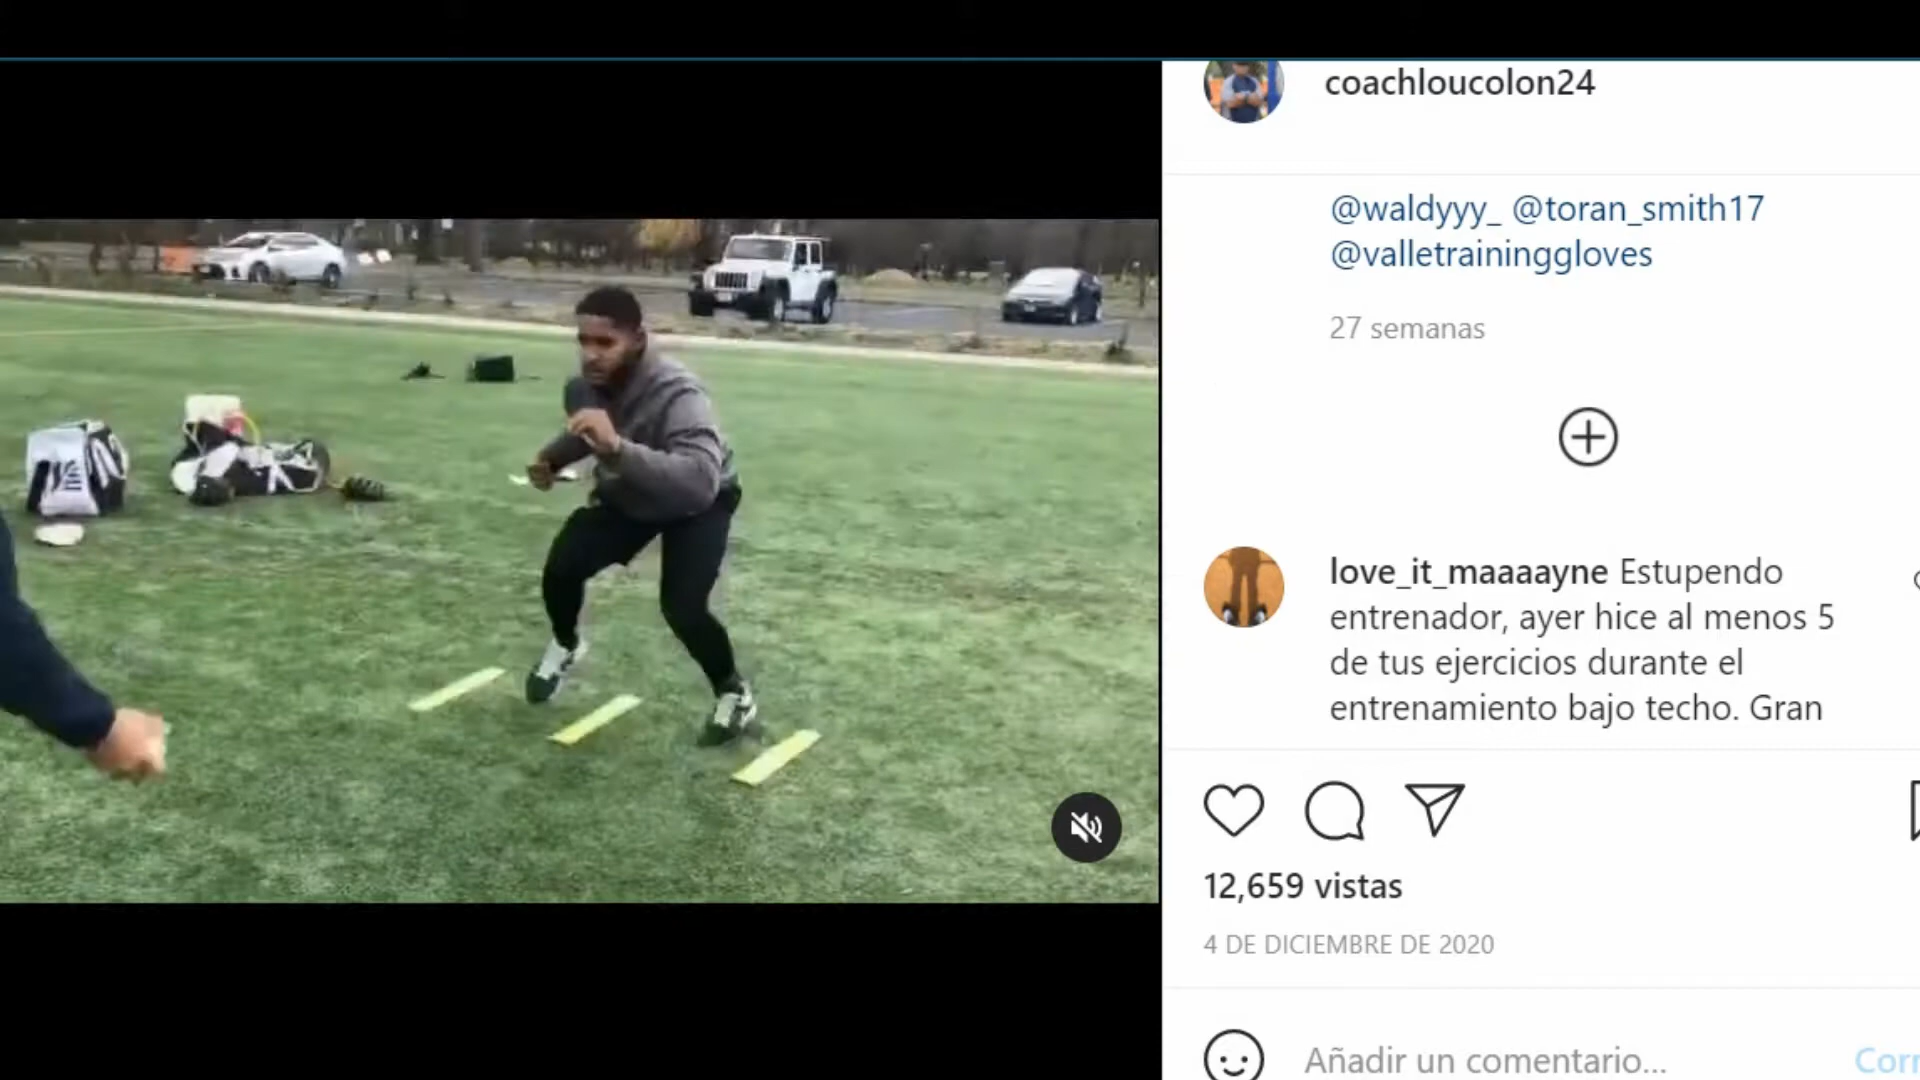 coachloucolon24
@waldyyy_ @toran_smith17
@valletraininggloves
27 semanas
love_it_maaaayne Estupendo
entrenador, ayer hice al menos 5
de tus ejercicios durante el
entrenamiento bajo techo. Gran
12,659 vistas
4 DE DICIEMBRE DE 2020
Añadir un comentario...